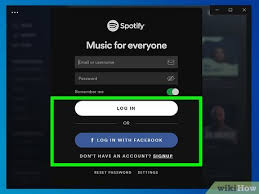 Spotify
Music for everyone
Email or username
Password
Remember me
LOG IN
OR
f LOG IN WITH FACEBOOK
DON'T HAVE AN ACCOUNT? SIGNUP
RESET PASSWORD SETTINGS
wikiHow